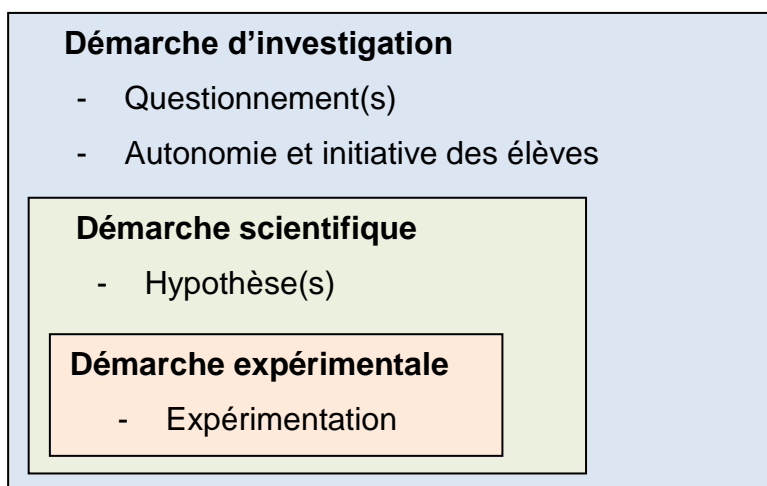 Démarche d’investigation
- Questionnement(s)
- Autonomie et initiative des élèves
Démarche scientifique
- Hypothèse(s)
Démarche expérimentale
- Expérimentation